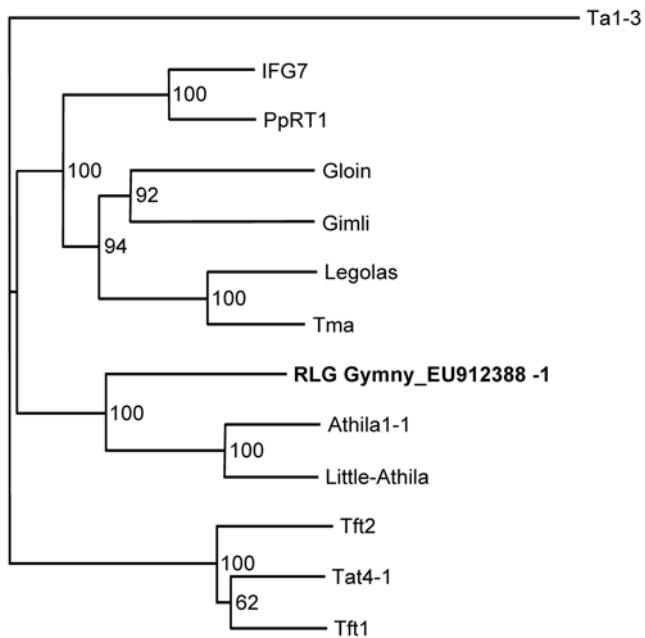 Ta1-3
IFG7
100
PpRT1
100
Gloin
92
Gimli
94
Legolas
100
Tma
RLG Gymny_EU912388 -1
100
Athila1-1
100
Little-Athila
Tft2
100
Tat4-1
62
Tft1